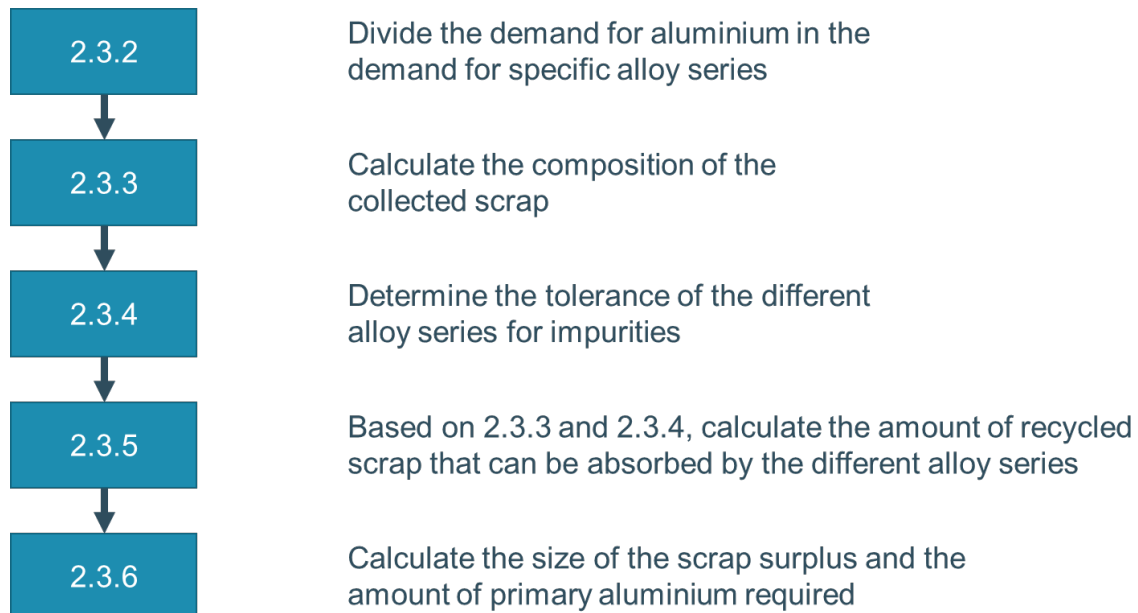 2.3.2
Divide the demand for aluminium in the
demand for specific alloy series
2.3.3
Calculate the composition of the
collected scrap
2.3.4
Determine the tolerance of the different
alloy series for impurities
2.3.5
Based on 2.3.3 and 2.3.4, calculate the amount of recycled
scrap that can be absorbed by the different alloy series
2.3.6
Calculate the size of the scrap surplus and the
amount of primary aluminium required